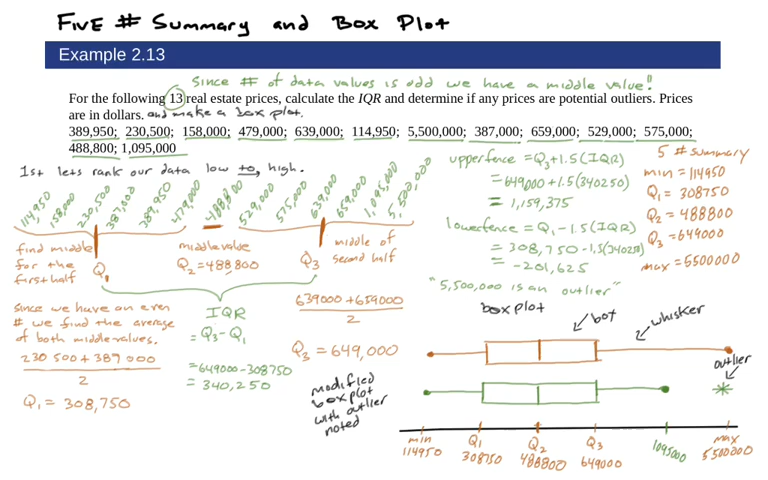 FIVE # SUMMARY AND BOX PLOT
Example 2.13
Since # of data values is odd we have a middle value!
For the following 13 real estate prices, calculate the IQR and determine if any prices are potential outliers. Prices
are in dollars. and make a box plot.
389,950; 230,500; 158,000; 479,000; 639,000; 114,950; 5,500,000; 387,000; 659,000; 529,000; 575,000;
488,800; 1,095,000
1st lets rank our data low to, high.
114,950 158,000 230,500 387,000 389,950 479,000 488,800 529,000 575,000 639,000 659,000 1,095,000 5,500,000
find middle
for the
first half
Q1
middle value
Q2 = 488,800
Q3
middle of
second half
Since we have an even
# we find the average
of both middle values.
230 500 + 387 000
2
Q1 = 308,750
IQR
= Q3 - Q1
= 649000 - 308750
= 340,250
639000 + 659000
2
Q3 = 649,000
modified
boxplot
with outlier
noted
upperfence = Q3 + 1.5(IQR)
= 649000 + 1.5(340250)
= 1,159,375
lowerfence = Q1 - 1.5(IQR)
= 308,750 - 1.5(340250)
= -201,625
"5,500,000 is an outlier"
5 # summary
min = 114950
Q1 = 308750
Q2 = 488800
Q3 = 649000
max = 5500000
boxplot
box
whisker
outlier
min
114950
Q1
308750
Q2
488800
Q3
649000
1095000
max
5500000